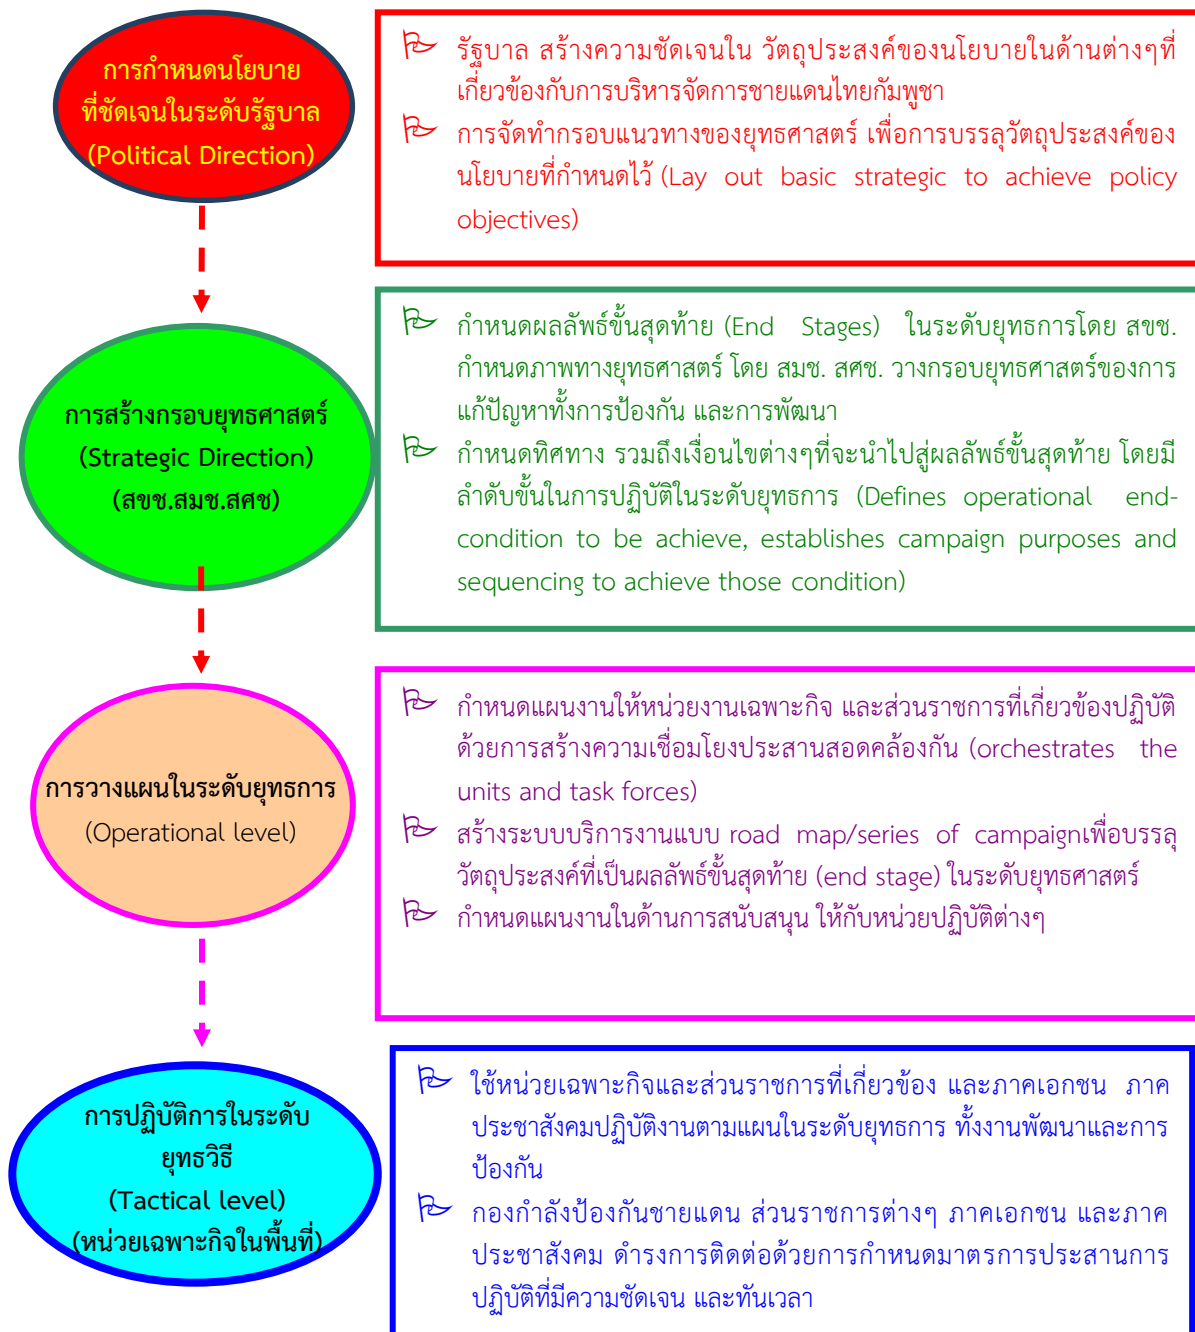 การกำหนดนโยบาย
ที่ชัดเจนในระดับรัฐบาล
(Political Direction)
รัฐบาล สร้างความชัดเจนใน วัตถุประสงค์ของนโยบายในด้านต่างๆที่
เกี่ยวข้องกับการบริหารจัดการชายแดนไทยกัมพูชา
การจัดทำกรอบแนวทางของยุทธศาสตร์ เพื่อการบรรลุวัตถุประสงค์ของ
นโยบายที่กำหนดไว้ (Lay out basic strategic to achieve policy
objectives)
การสร้างกรอบยุทธศาสตร์
(Strategic Direction)
(สขช.สมช.สศช)
กำหนดผลลัพธ์ขั้นสุดท้าย (End Stages) ในระดับยุทธการโดย สขช.
กำหนดภาพทางยุทธศาสตร์ โดย สมช. สศช. วางกรอบยุทธศาสตร์ของการ
แก้ปัญหาทั้งการป้องกัน และการพัฒนา
กำหนดทิศทาง รวมถึงเงื่อนไขต่างๆที่จะนำไปสู่ผลลัพธ์ขั้นสุดท้าย โดยมี
ลำดับขั้นในการปฏิบัติในระดับยุทธการ (Defines operational end-
condition to be achieve, establishes campaign purposes and
sequencing to achieve those condition)
การวางแผนในระดับยุทธการ
(Operational level)
กำหนดแผนงานให้หน่วยงานเฉพาะกิจ และส่วนราชการที่เกี่ยวข้องปฏิบัติ
ด้วยการสร้างความเชื่อมโยงประสานสอดคล้องกัน (orchestrates the
units and task forces)
สร้างระบบบริการงานแบบ road map/series of campaignเพื่อบรรลุ
วัตถุประสงค์ที่เป็นผลลัพธ์ขั้นสุดท้าย (end stage) ในระดับยุทธศาสตร์
กำหนดแผนงานในด้านการสนับสนุน ให้กับหน่วยปฏิบัติต่างๆ
การปฏิบัติการในระดับ
ยุทธวิธี
(Tactical level)
(หน่วยเฉพาะกิจในพื้นที่)
ใช้หน่วยเฉพาะกิจและส่วนราชการที่เกี่ยวข้อง และภาคเอกชน ภาค
ประชาสังคมปฏิบัติงานตามแผนในระดับยุทธการ ทั้งงานพัฒนาและการ
ป้องกัน
กองกำลังป้องกันชายแดน ส่วนราชการต่างๆ ภาคเอกชน และภาค
ประชาสังคม ดำรงการติดต่อด้วยการกำหนดมาตรการประสานการ
ปฏิบัติที่มีความชัดเจน และทันเวลา